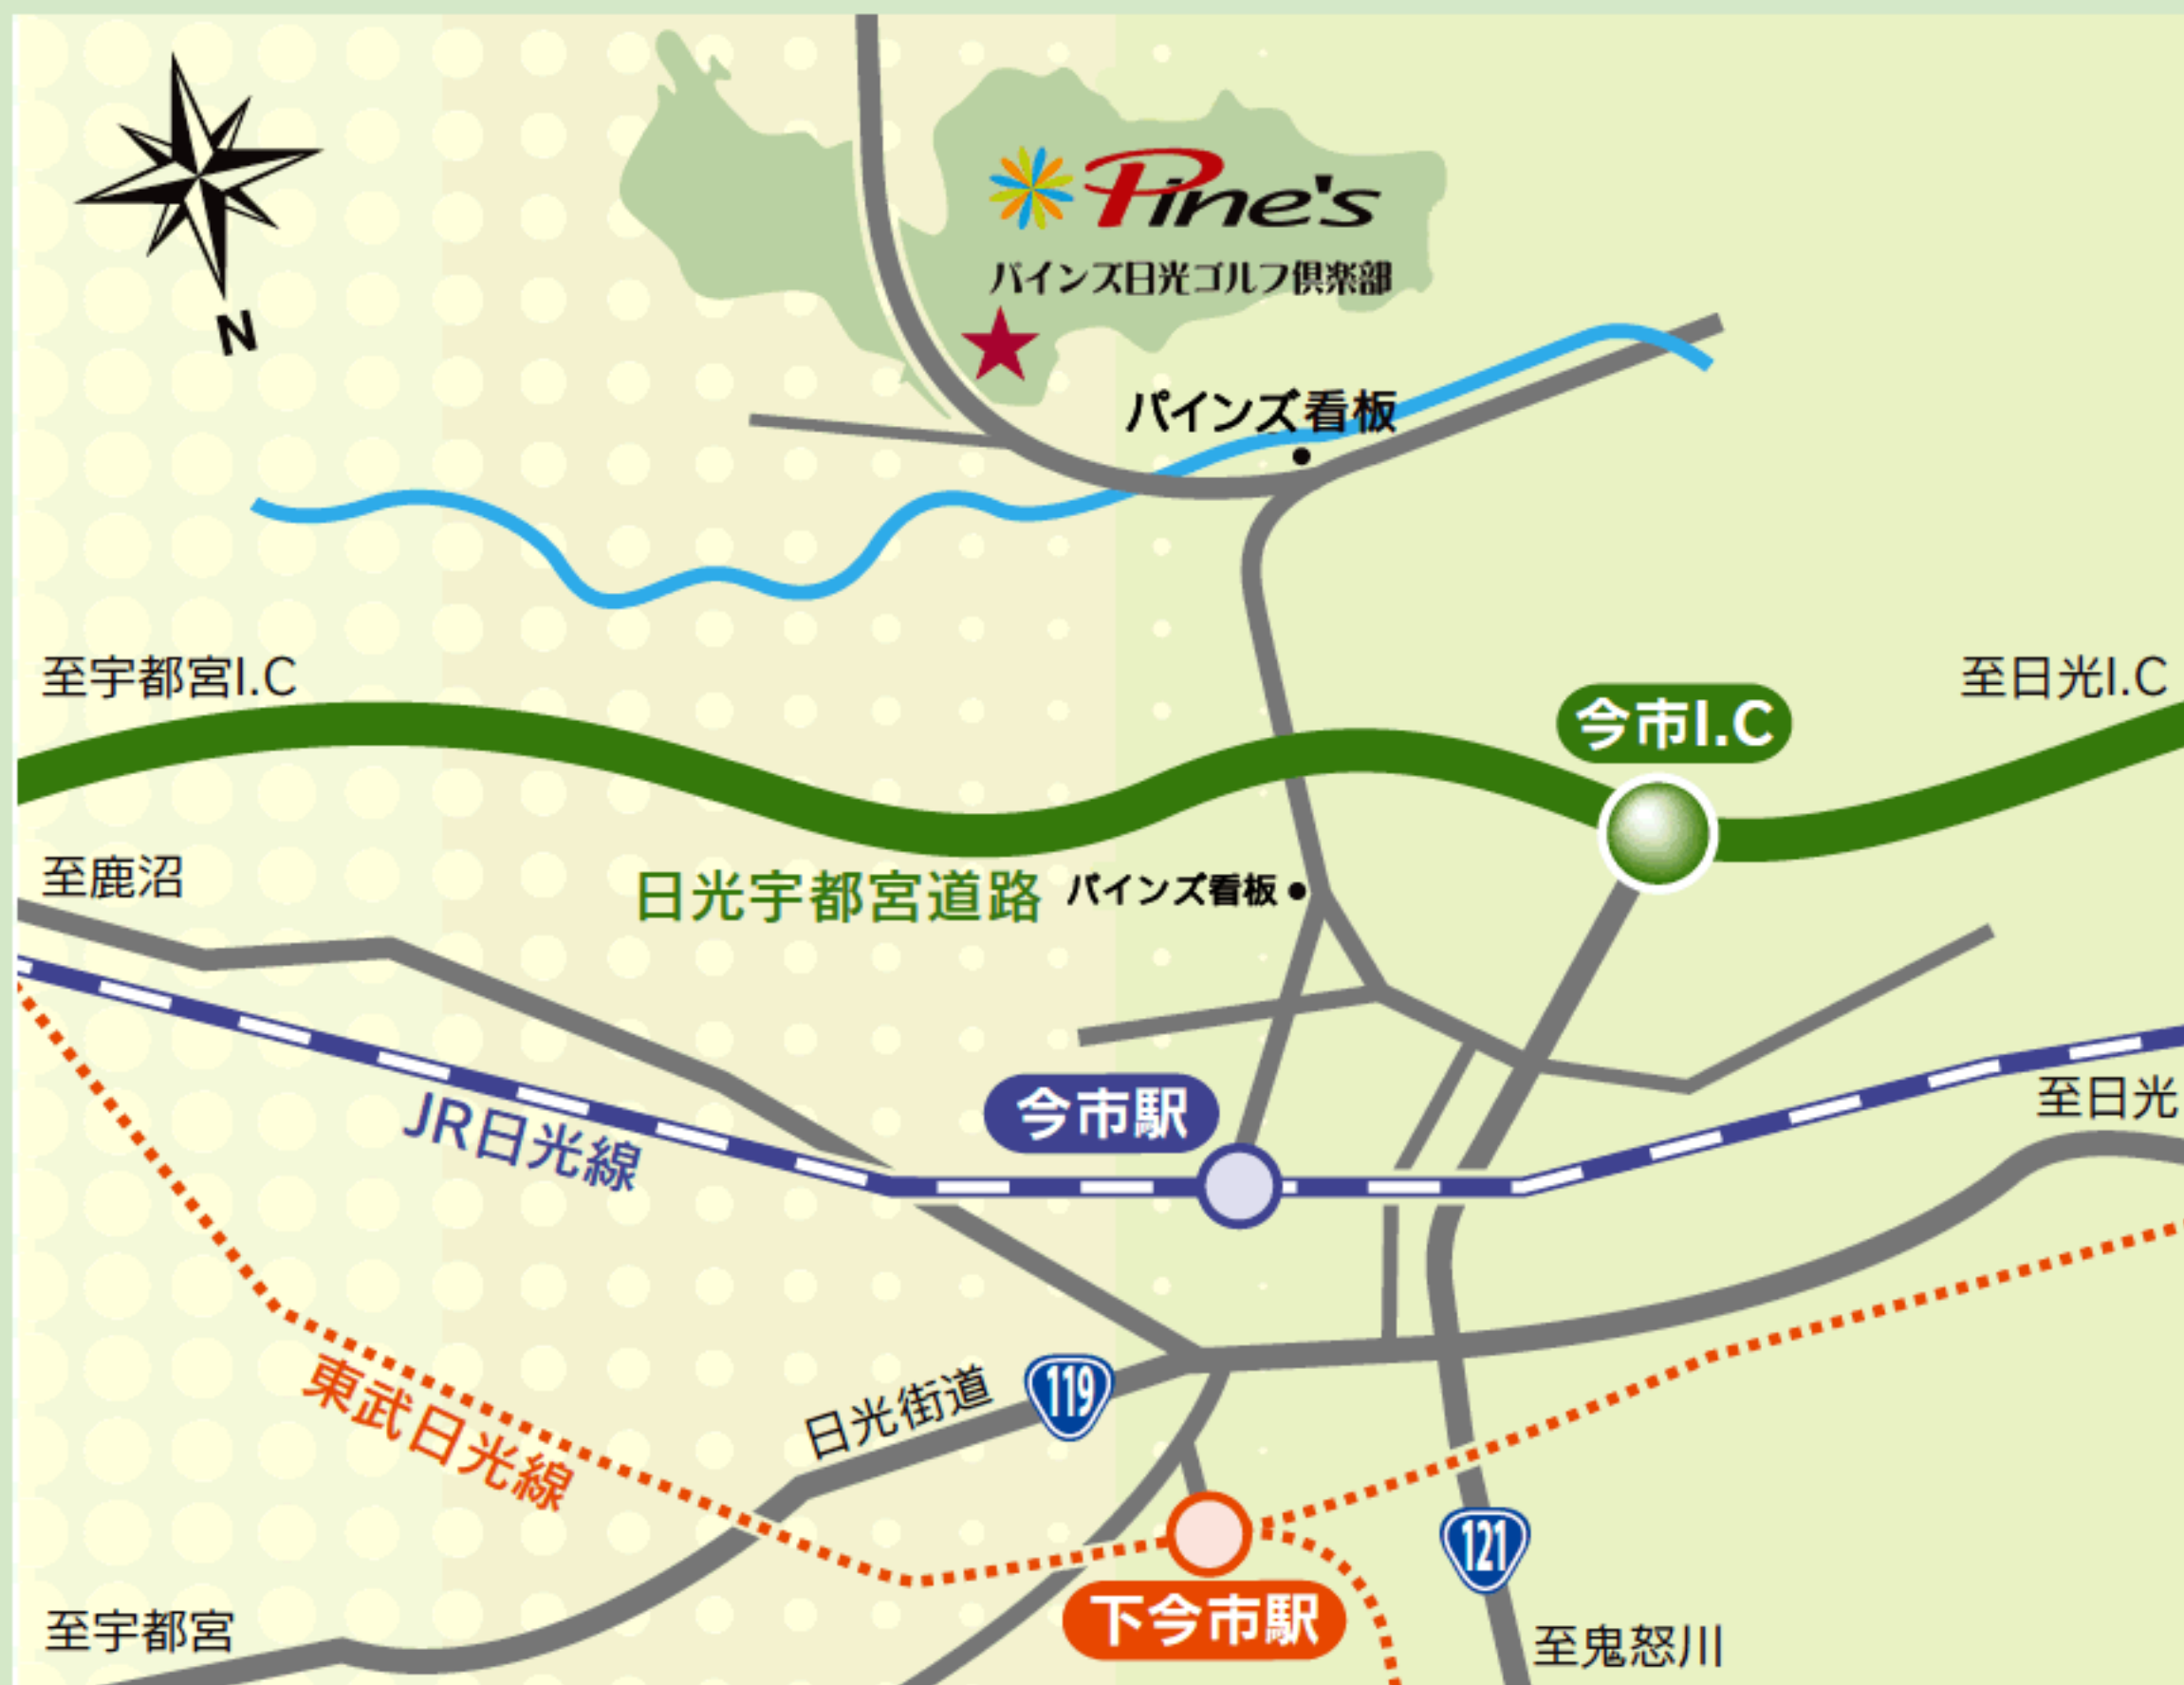 N
Pine's
パインズ日光ゴルフ倶楽部
パインズ看板
至宇都宮I.C
今市I.C
至日光I.C
至鹿沼
日光宇都宮道路
パインズ看板
今市駅
至日光
JR日光線
東武日光線
日光街道
119
121
下今市駅
至宇都宮
至鬼怒川